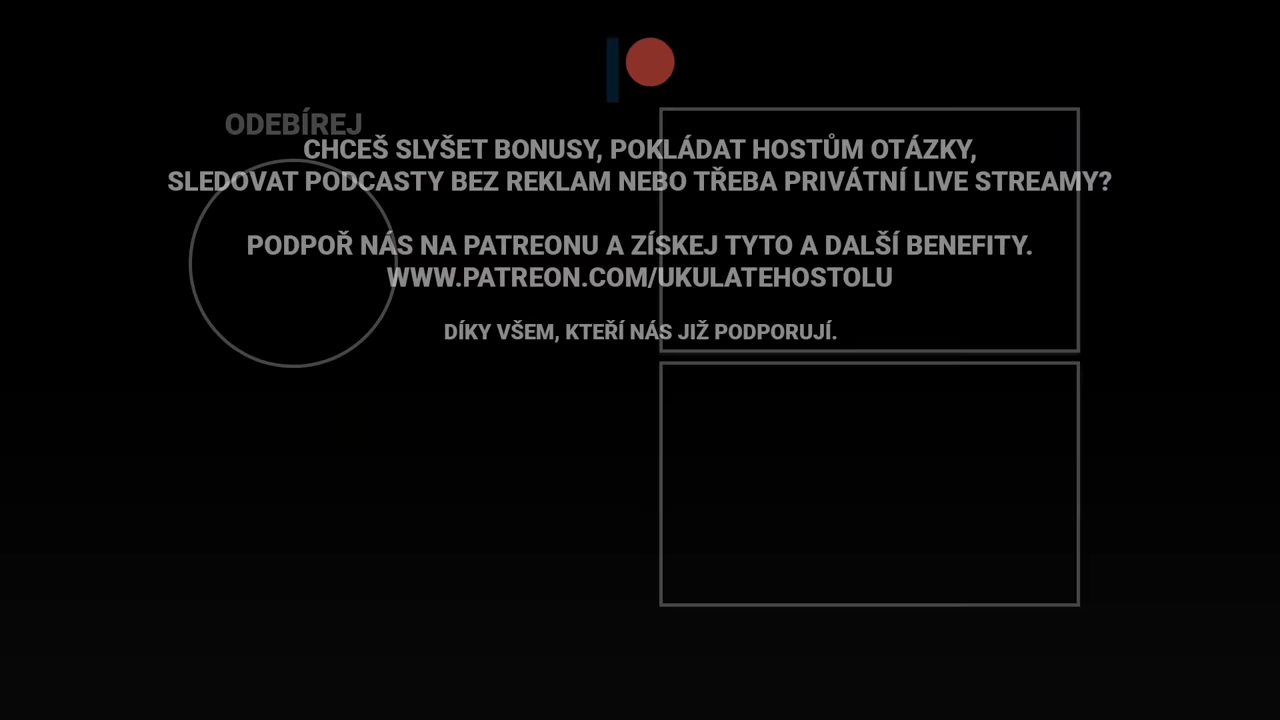 ODEBÍREJ
CHCEŠ SLYŠET BONUSY, POKLÁDAT HOSTŮM OTÁZKY,
SLEDOVAT PODCASTY BEZ REKLAM NEBO TŘEBA PRIVÁTNÍ LIVE STREAMY?
PODPOŘ NÁS NA PATREONU A ZÍSKEJ TYTO A DALŠÍ BENEFITY.
WWW.PATREON.COM/UKULATEHOSTOLU
DÍKY VŠEM, KTEŘÍ NÁS JIŽ PODPORUJÍ.